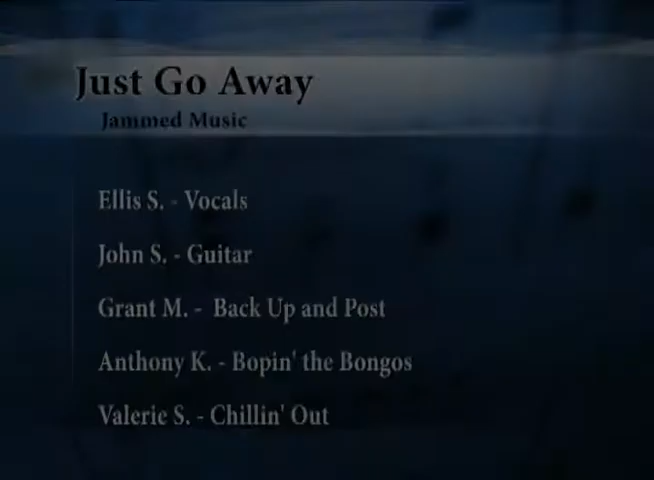 Just Go Away
Jammed Music
Ellis S. - Vocals
John S. - Guitar
Grant M. - Back Up and Post
Anthony K. - Bopin' the Bongos
Valerie S. - Chillin' Out